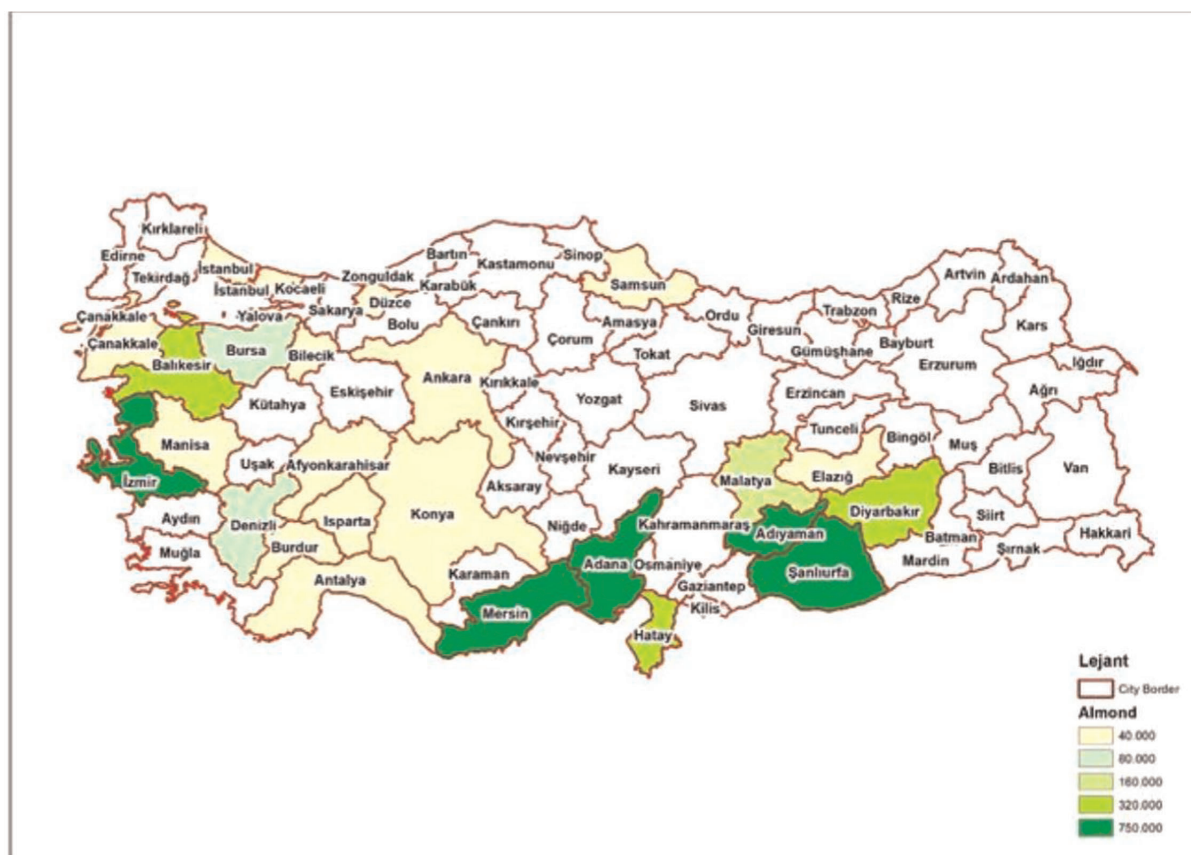 Kırklareli
Edirne
Tekirdağ
İstanbul
İstanbul
Kocaeli
Yalova
Sakarya
Zonguldak
Düzce
Bolu
Bartın
Karabük
Kastamonu
Sinop
Çankırı
Samsun
Çorum
Amasya
Tokat
Ordu
Giresun
Trabzon
Gümüşhane
Rize
Bayburt
Artvin
Ardahan
Kars
Erzurum
Iğdır
Ağrı
Çanakkale
Çanakkale
Balıkesir
Bursa
Bilecik
Kütahya
Eskişehir
Ankara
Kırıkkale
Kırşehir
Yozgat
Sivas
Erzincan
Tunceli
Bingöl
Muş
Bitlis
Van
Manisa
Uşak
Afyonkarahisar
Nevşehir
Kayseri
Malatya
Elazığ
İzmir
Aydın
Denizli
Isparta
Konya
Aksaray
Niğde
Kahramanmaraş
Adıyaman
Diyarbakır
Batman
Siirt
Şırnak
Hakkari
Muğla
Burdur
Antalya
Karaman
Mersin
Adana
Osmaniye
Gaziantep
Kilis
Şanlıurfa
Mardin
Hatay
Lejant
City Border
Almond
40.000
80.000
160.000
320.000
750.000